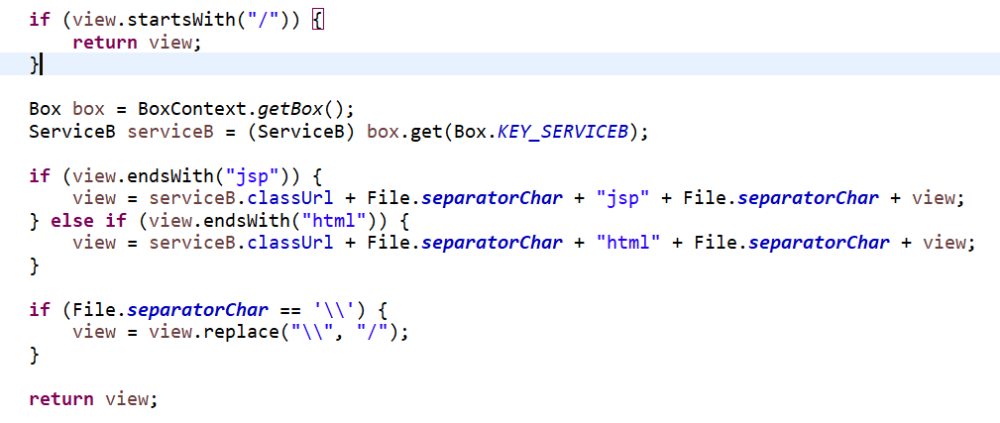 if (view.startsWith("/")) {
    return view;
}

Box box = BoxContext.getBox();
ServiceB serviceB = (ServiceB) box.get(Box.KEY_SERVICEB);

if (view.endsWith("jsp")) {
    view = serviceB.classUrl + File.separatorChar + "jsp" + File.separatorChar + view;
} else if (view.endsWith("html")) {
    view = serviceB.classUrl + File.separatorChar + "html" + File.separatorChar + view;
}

if (File.separatorChar == '\\') {
    view = view.replace("\\", "/");
}

return view;